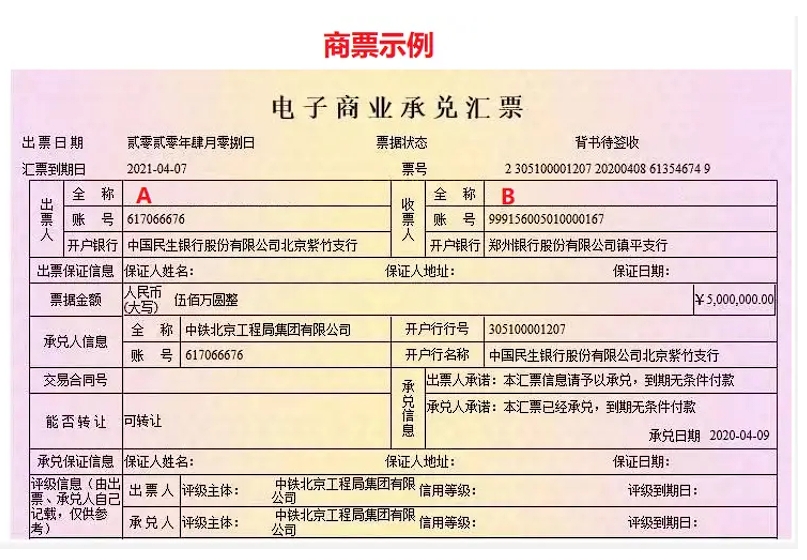 商票示例
电子商业承兑汇票
出票日期 贰零贰零年肆月零捌日 票据状态 背书待签收
汇票到期日 2021-04-07 票号 2 305100001207 20200408 61354674 9
出票人 全 称 A 收票人 全 称 B
账 号 617066676 账 号 999156005010000167
开户银行 中国民生银行股份有限公司北京紫竹支行 开户银行 郑州银行股份有限公司镇平支行
出票保证信息 保证人姓名： 保证人地址： 保证日期：
票据金额 人民币(大写) 伍佰万圆整 ￥5,000,000.00
承兑人信息 全 称 中铁北京工程局集团有限公司 开户行行号 305100001207
账 号 617066676 开户行名称 中国民生银行股份有限公司北京紫竹支行
交易合同号 承兑信息 出票人承诺：本汇票信息请予以承兑，到期无条件付款
能否转让 可转让 承兑人承诺：本汇票已经承兑，到期无条件付款
承兑日期 2020-04-09
承兑保证信息 保证人姓名： 保证人地址： 保证日期：
评级信息（由出票、承兑人自己记载，仅供参考） 出票人 评级主体： 中铁北京工程局集团有限公司 信用等级： 评级到期日：
承兑人 评级主体： 中铁北京工程局集团有限公司 信用等级： 评级到期日：